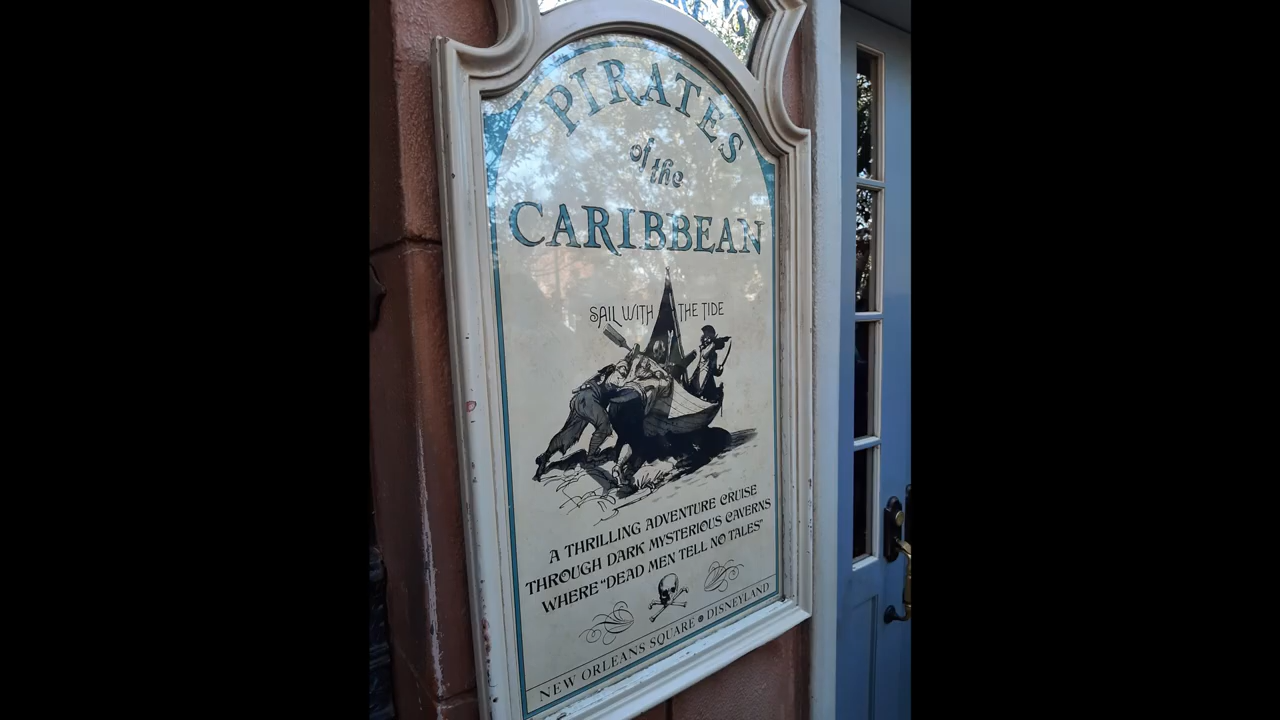 PIRATES
of the
CARIBBEAN
SAIL WITH THE TIDE
A THRILLING ADVENTURE CRUISE
THROUGH DARK MYSTERIOUS CAVERNS
WHERE "DEAD MEN TELL NO TALES"
NEW ORLEANS SQUARE • DISNEYLAND